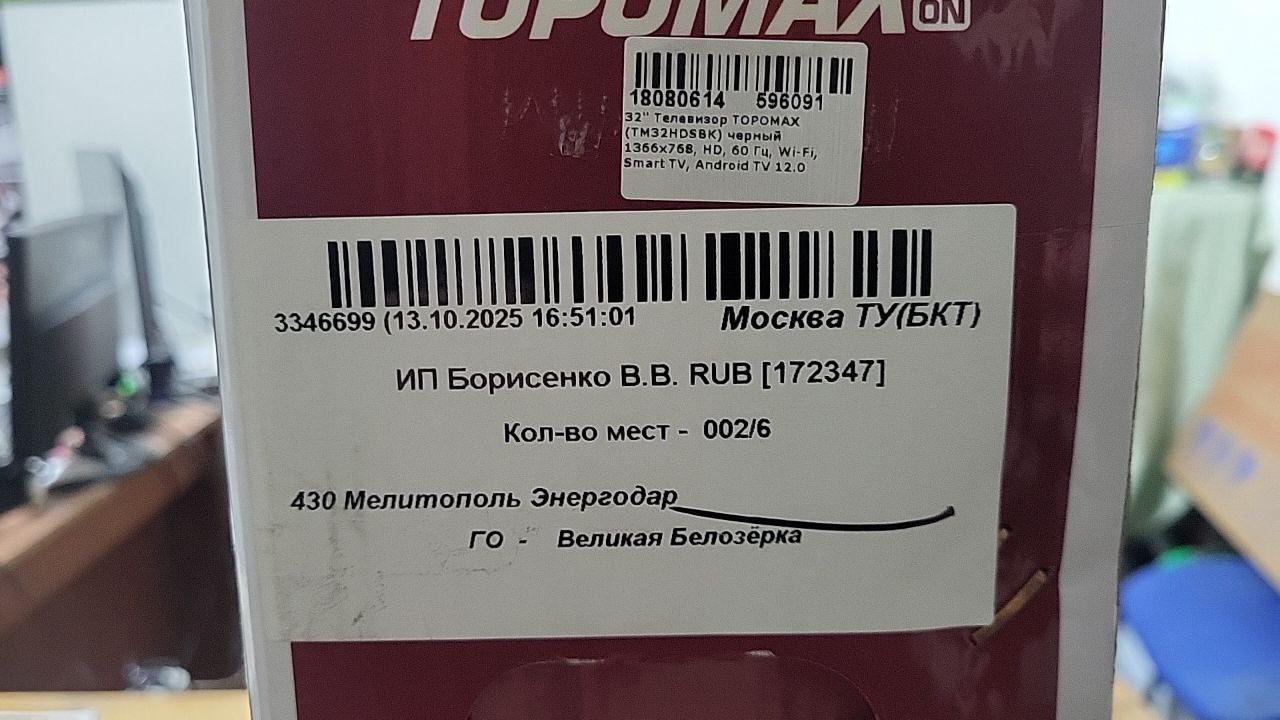 TOPOMAX ON
18080614 596091
32" Телевизор TOPOMAX
(TM32HDSBK) черный
1366x768, HD, 60 Гц, Wi-Fi,
Smart TV, Android TV 12.0
3346699 (13.10.2025 16:51:01 Москва ТУ(БКТ)
ИП Борисенко В.В. RUB [172347]
Кол-во мест - 002/6
430 Мелитополь Энергодар
ГО - Великая Белозёрка